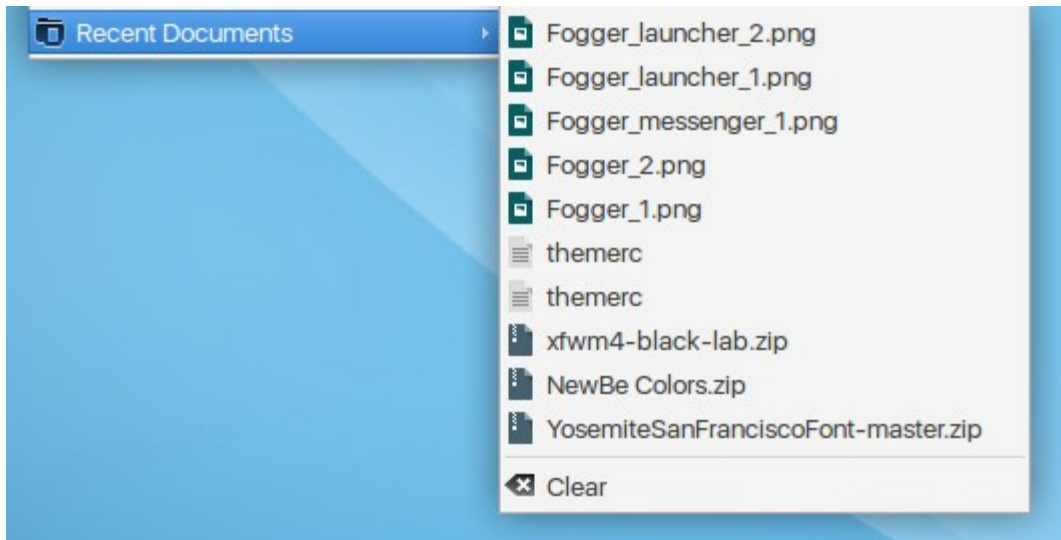 Recent Documents
Fogger_launcher_2.png
Fogger_launcher_1.png
Fogger_messenger_1.png
Fogger_2.png
Fogger_1.png
themerc
themerc
xfwm4-black-lab.zip
NewBe Colors.zip
YosemiteSanFranciscoFont-master.zip
Clear